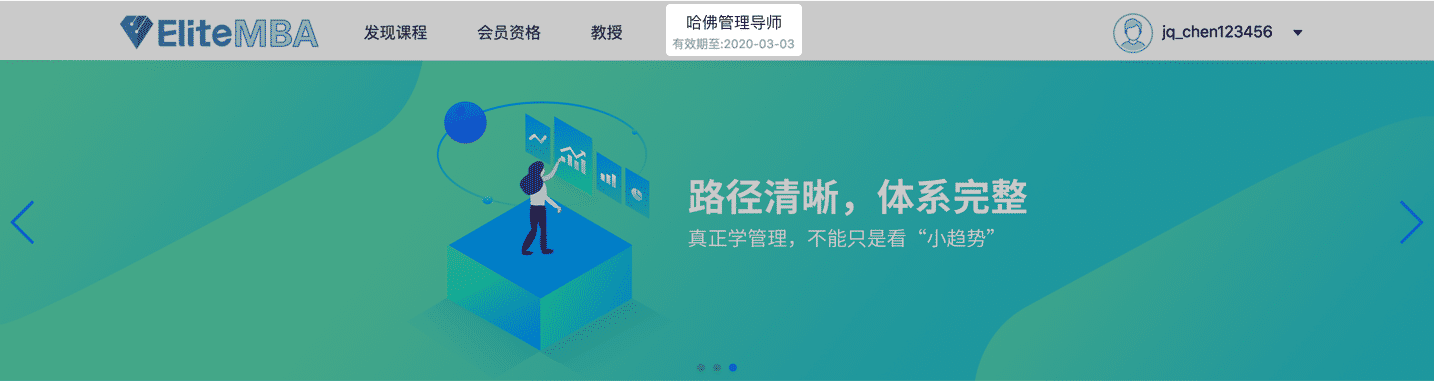 EliteMBA
发现课程
会员资格
教授
哈佛管理导师
有效期至:2020-03-03
jq_chen123456
路径清晰，体系完整
真正学管理，不能只是看“小趋势”